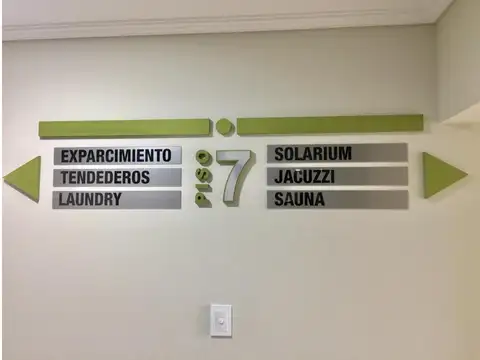 EXPARCIMIENTO
TENDEDEROS
LAUNDRY
PISO 7
SOLARIUM
JACUZZI
SAUNA